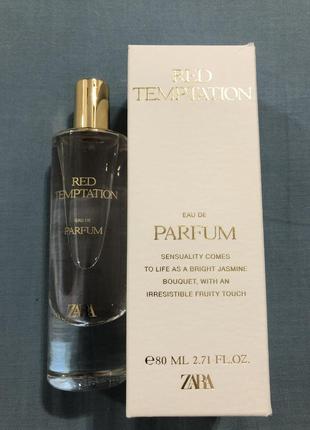 RED
TEMPTATION
EAU DE
PARFUM
ZARA
RED
TEMPTATION
EAU DE
PARFUM
SENSUALITY COMES
TO LIFE AS A BRIGHT JASMINE
BOUQUET, WITH AN
IRRESISTIBLE FRUITY TOUCH
℮80 ML 2.71 FL.OZ.
ZARA